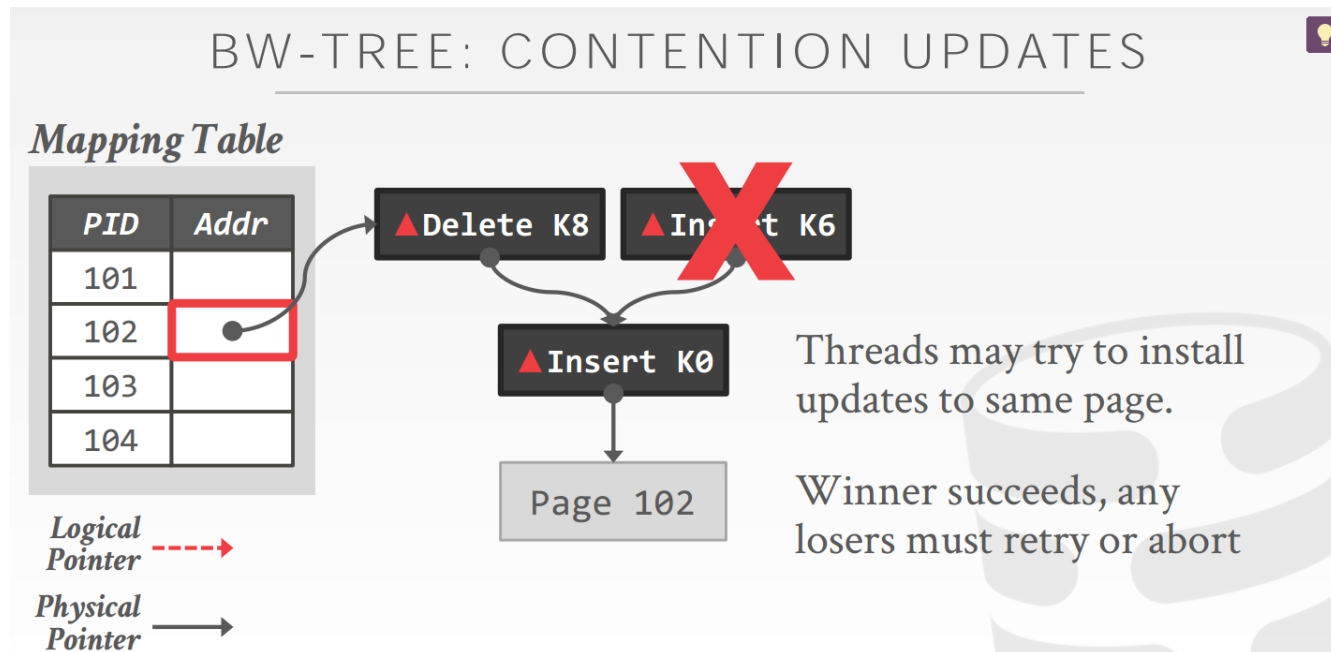 BW-TREE: CONTENTION UPDATES
Mapping Table
PID Addr
101
102
103
104
▲Delete K8
▲Ins t K6
▲Insert K0
Page 102
Threads may try to install
updates to same page.
Winner succeeds, any
losers must retry or abort
Logical
Pointer
Physical
Pointer